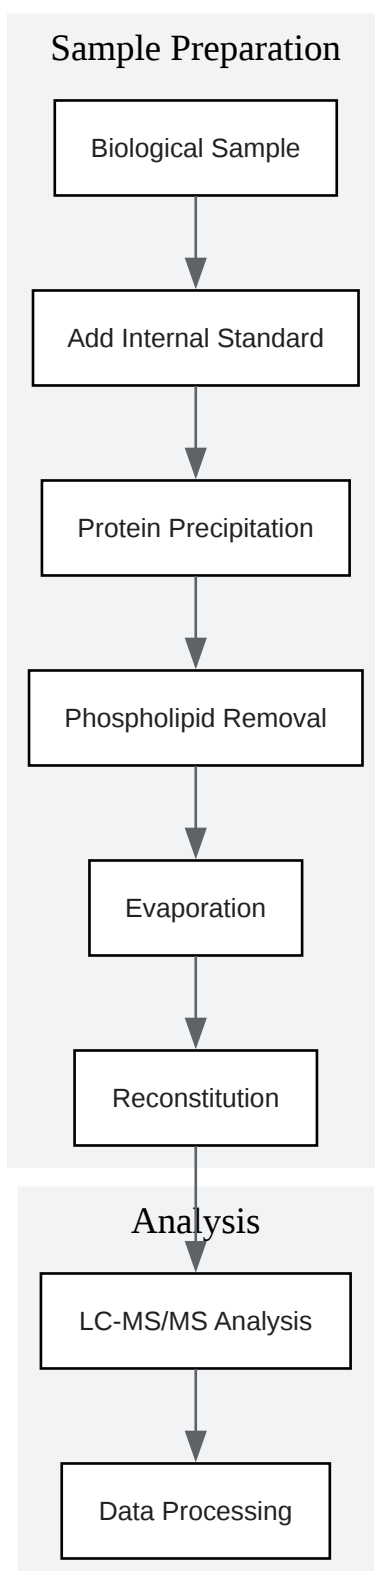 Sample Preparation
Biological Sample
Add Internal Standard
Protein Precipitation
Phospholipid Removal
Evaporation
Reconstitution
Analysis
LC-MS/MS Analysis
Data Processing